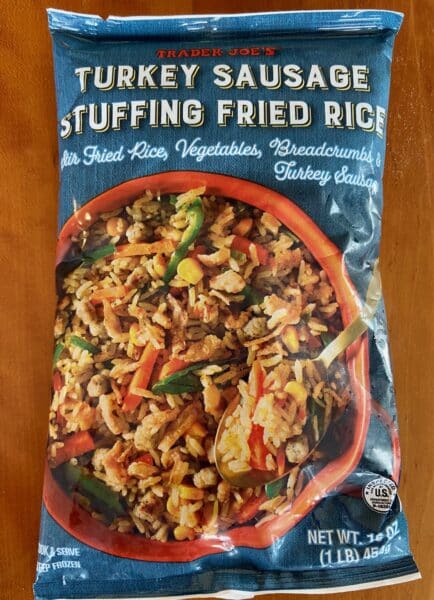 TRADER JOE'S
TURKEY SAUSAGE
STUFFING FRIED RICE
Stir Fried Rice, Vegetables, Breadcrumbs &
Turkey Sausage
U.S.
NET WT. 16 OZ
(1 LB) 454g
& SERVE
FROZEN